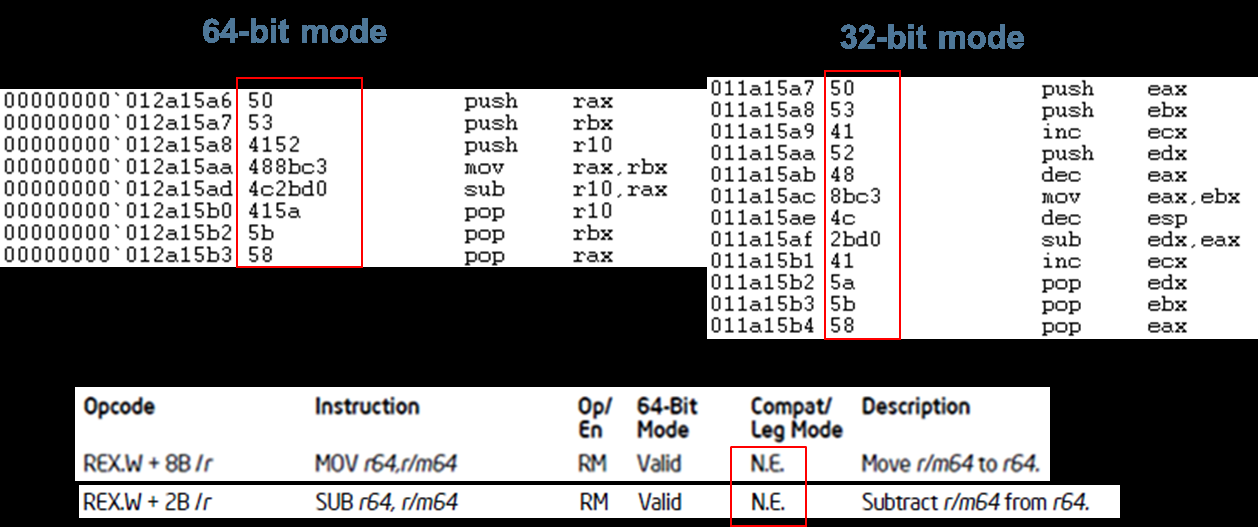 64-bit mode
00000000`012a15a6 50 push rax
00000000`012a15a7 53 push rbx
00000000`012a15a8 4152 push r10
00000000`012a15aa 488bc3 mov rax,rbx
00000000`012a15ad 4c2bd0 sub r10,rax
00000000`012a15b0 415a pop r10
00000000`012a15b2 5b pop rbx
00000000`012a15b3 58 pop rax
32-bit mode
011a15a7 50 push eax
011a15a8 53 push ebx
011a15a9 41 inc ecx
011a15aa 52 push edx
011a15ab 48 dec eax
011a15ac 8bc3 mov eax,ebx
011a15ae 4c dec esp
011a15af 2bd0 sub edx,eax
011a15b1 41 inc ecx
011a15b2 5a pop edx
011a15b3 5b pop ebx
011a15b4 58 pop eax
Opcode Instruction Op/ 64-Bit Compat/ Description
En Mode Leg Mode
REX.W + 8B /r MOV r64,r/m64 RM Valid N.E. Move r/m64 to r64.
REX.W + 2B /r SUB r64, r/m64 RM Valid N.E. Subtract r/m64 from r64.